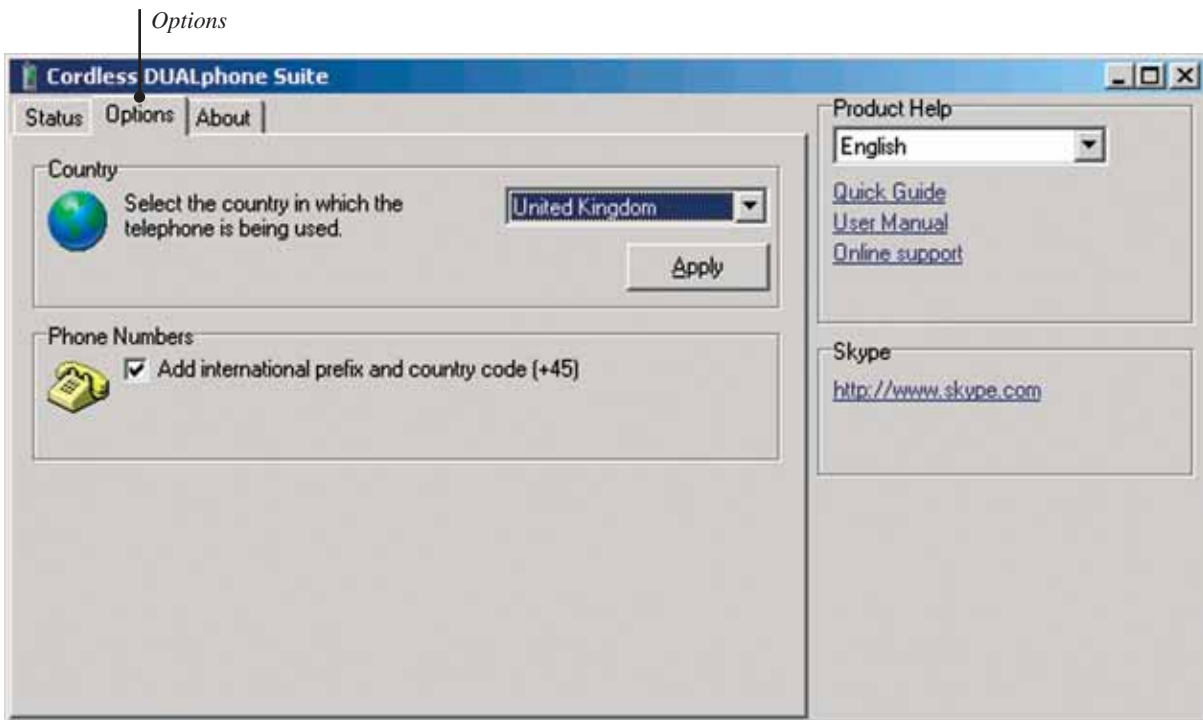 Options
Cordless DUALphone Suite
Status Options About
Country
Select the country in which the
telephone is being used.
United Kingdom
Apply
Phone Numbers
Add international prefix and country code (+45)
Product Help
English
Quick Guide
User Manual
Online support
Skype
http://www.skype.com